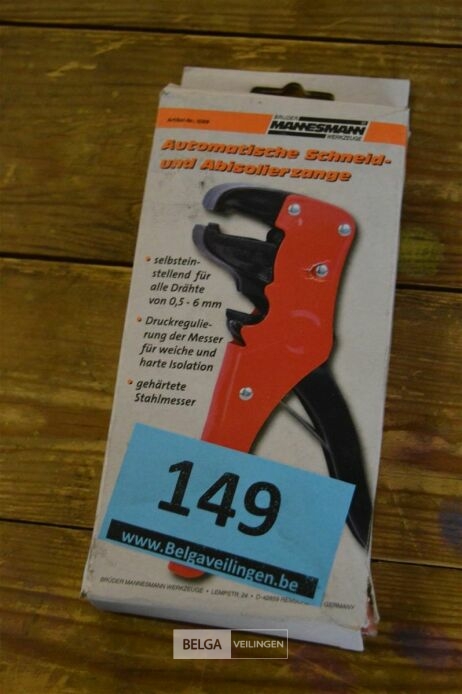 BRÜDER
MANNESMANN
WERKZEUGE
Automatische Schneid-
und Abisolierzange
• selbstein-
stellend für
alle Drähte
von 0,5 - 6 mm
• Druckregulie-
rung der Messer
für weiche und
harte Isolation
• gehärtete
Stahlmesser
149
www.Belgaveilingen.be
BRÜDER MANNESMANN WERKZEUGE • LEMPSTR. 24 • GERMANY
BELGA VEILINGEN